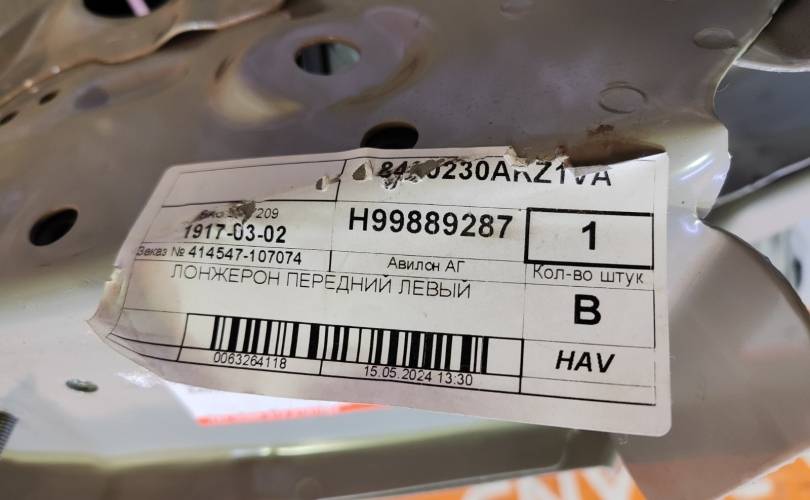 H99889287
1
1917-03-02
Заказ № 414547-107074
Авилон АГ
Кол-во штук
ЛОНЖЕРОН ПЕРЕДНИЙ ЛЕВЫЙ
B
0063264118
15.05.2024 13:30
HAV